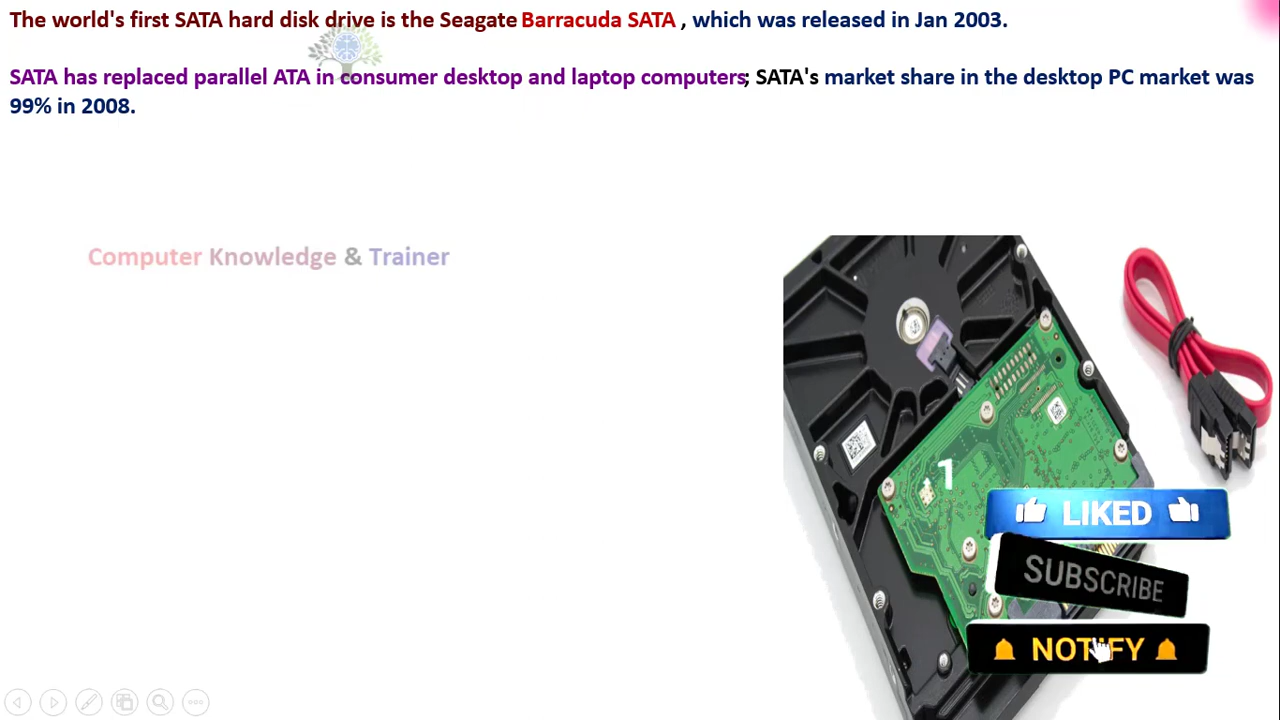 The world's first SATA hard disk drive is the Seagate Barracuda SATA , which was released in Jan 2003.
SATA has replaced parallel ATA in consumer desktop and laptop computers; SATA's market share in the desktop PC market was
99% in 2008.
Computer Knowledge & Trainer
1
LIKED
SUBSCRIBE
NOTIFY